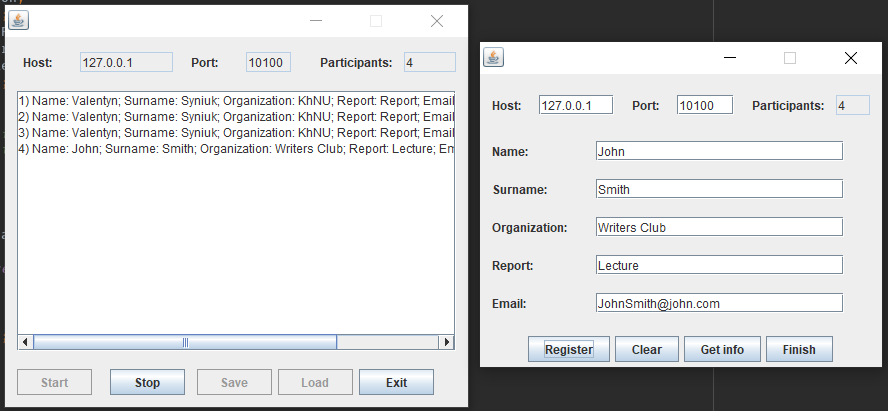 Host: 127.0.0.1 Port: 10100 Participants: 4
1) Name: Valentyn; Surname: Syniuk; Organization: KhNU; Report: Report; Email
2) Name: Valentyn; Surname: Syniuk; Organization: KhNU; Report: Report; Email
3) Name: Valentyn; Surname: Syniuk; Organization: KhNU; Report: Report; Email
4) Name: John; Surname: Smith; Organization: Writers Club; Report: Lecture; Em
Start Stop Save Load Exit
Host: 127.0.0.1 Port: 10100 Participants: 4
Name: John
Surname: Smith
Organization: Writers Club
Report: Lecture
Email: JohnSmith@john.com
Register Clear Get info Finish